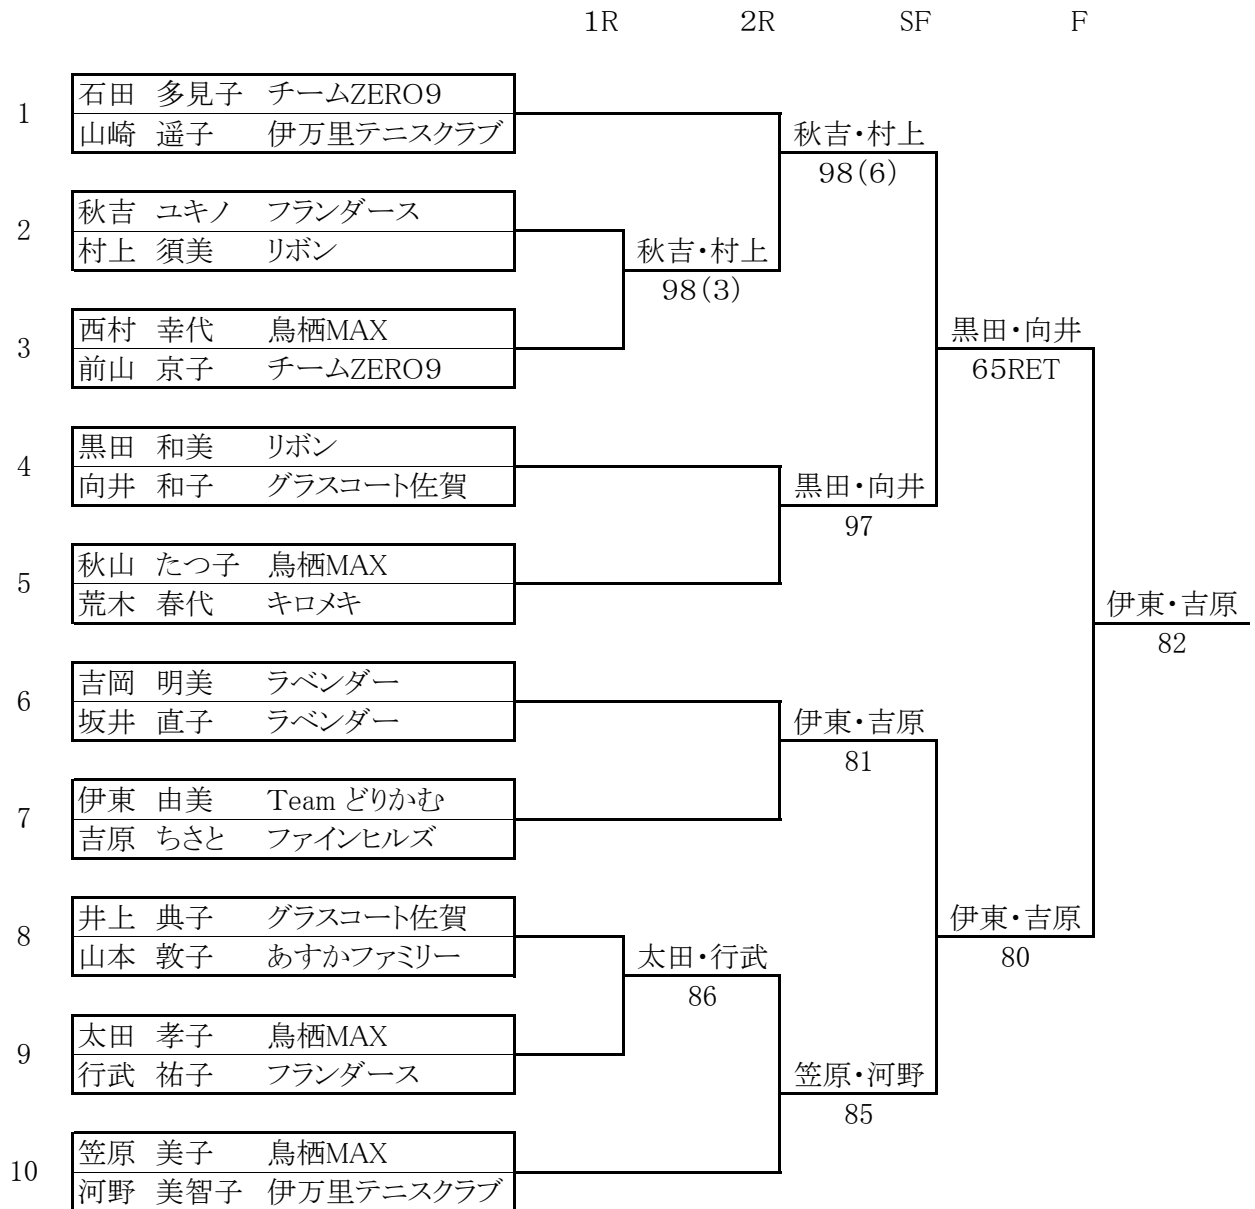 1R 2R SF F
石田 多見子 チームZERO9
1
山崎 遥子 伊万里テニスクラブ
秋吉・村上
98(6)
秋吉 ユキノ フランダース
2
村上 須美 リボン
秋吉・村上
98(3)
西村 幸代 鳥栖MAX
3
前山 京子 チームZERO9
黒田・向井
65RET
黒田 和美 リボン
4
向井 和子 グラスコート佐賀
黒田・向井
97
秋山 たつ子 鳥栖MAX
5
荒木 春代 キロメキ
伊東・吉原
82
吉岡 明美 ラベンダー
6
坂井 直子 ラベンダー
伊東・吉原
81
伊東 由美 Team どりかむ
7
吉原 ちさと ファインヒルズ
井上 典子 グラスコート佐賀
8
山本 敦子 あすかファミリー
伊東・吉原
80
太田・行武
86
太田 孝子 鳥栖MAX
9
行武 祐子 フランダース
笠原・河野
85
笠原 美子 鳥栖MAX
10
河野 美智子 伊万里テニスクラブ